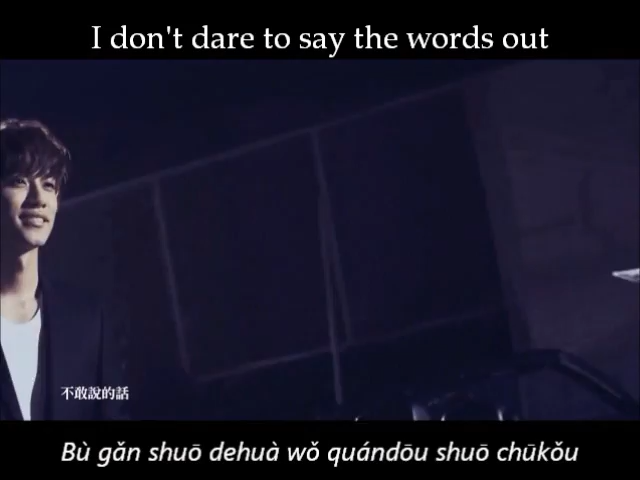 I don't dare to say the words out
不敢說的話
Bù gǎn shuō dehuà wǒ quándōu shuō chūkǒu